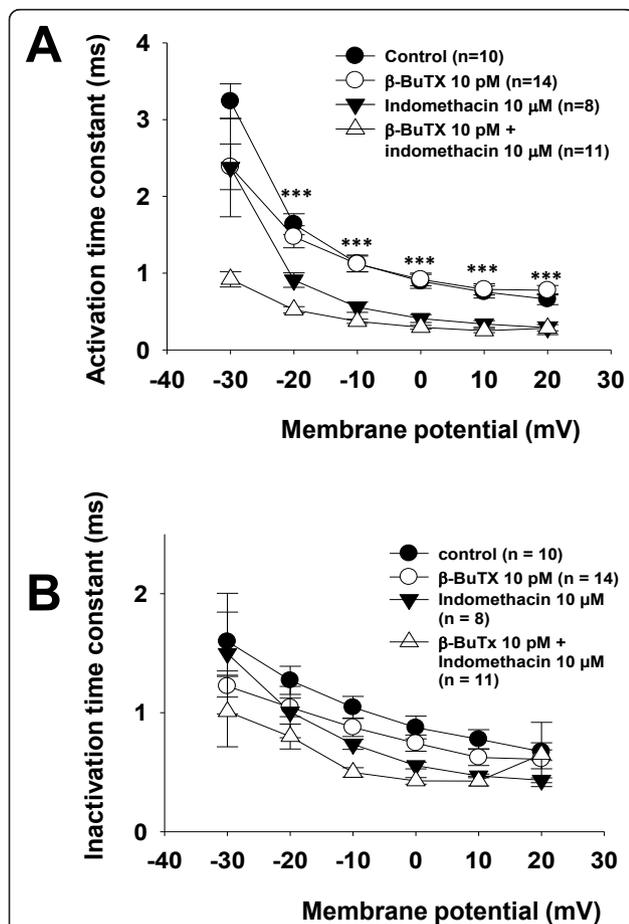 A
Activation time constant (ms)
4
3
2
1
0
Control (n=10)
β-BuTX 10 pM (n=14)
Indomethacin 10 µM (n=8)
β-BuTX 10 pM +
indomethacin 10 µM (n=11)
*** *** *** *** ***
-40 -30 -20 -10 0 10 20 30
Membrane potential (mV)
B
Inactivation time constant (ms)
2
1
0
control (n = 10)
β-BuTX 10 pM (n = 14)
Indomethacin 10 µM
(n = 8)
β-BuTx 10 pM +
Indomethacin 10 µM
(n = 11)
-40 -30 -20 -10 0 10 20 30
Membrane potential (mV)